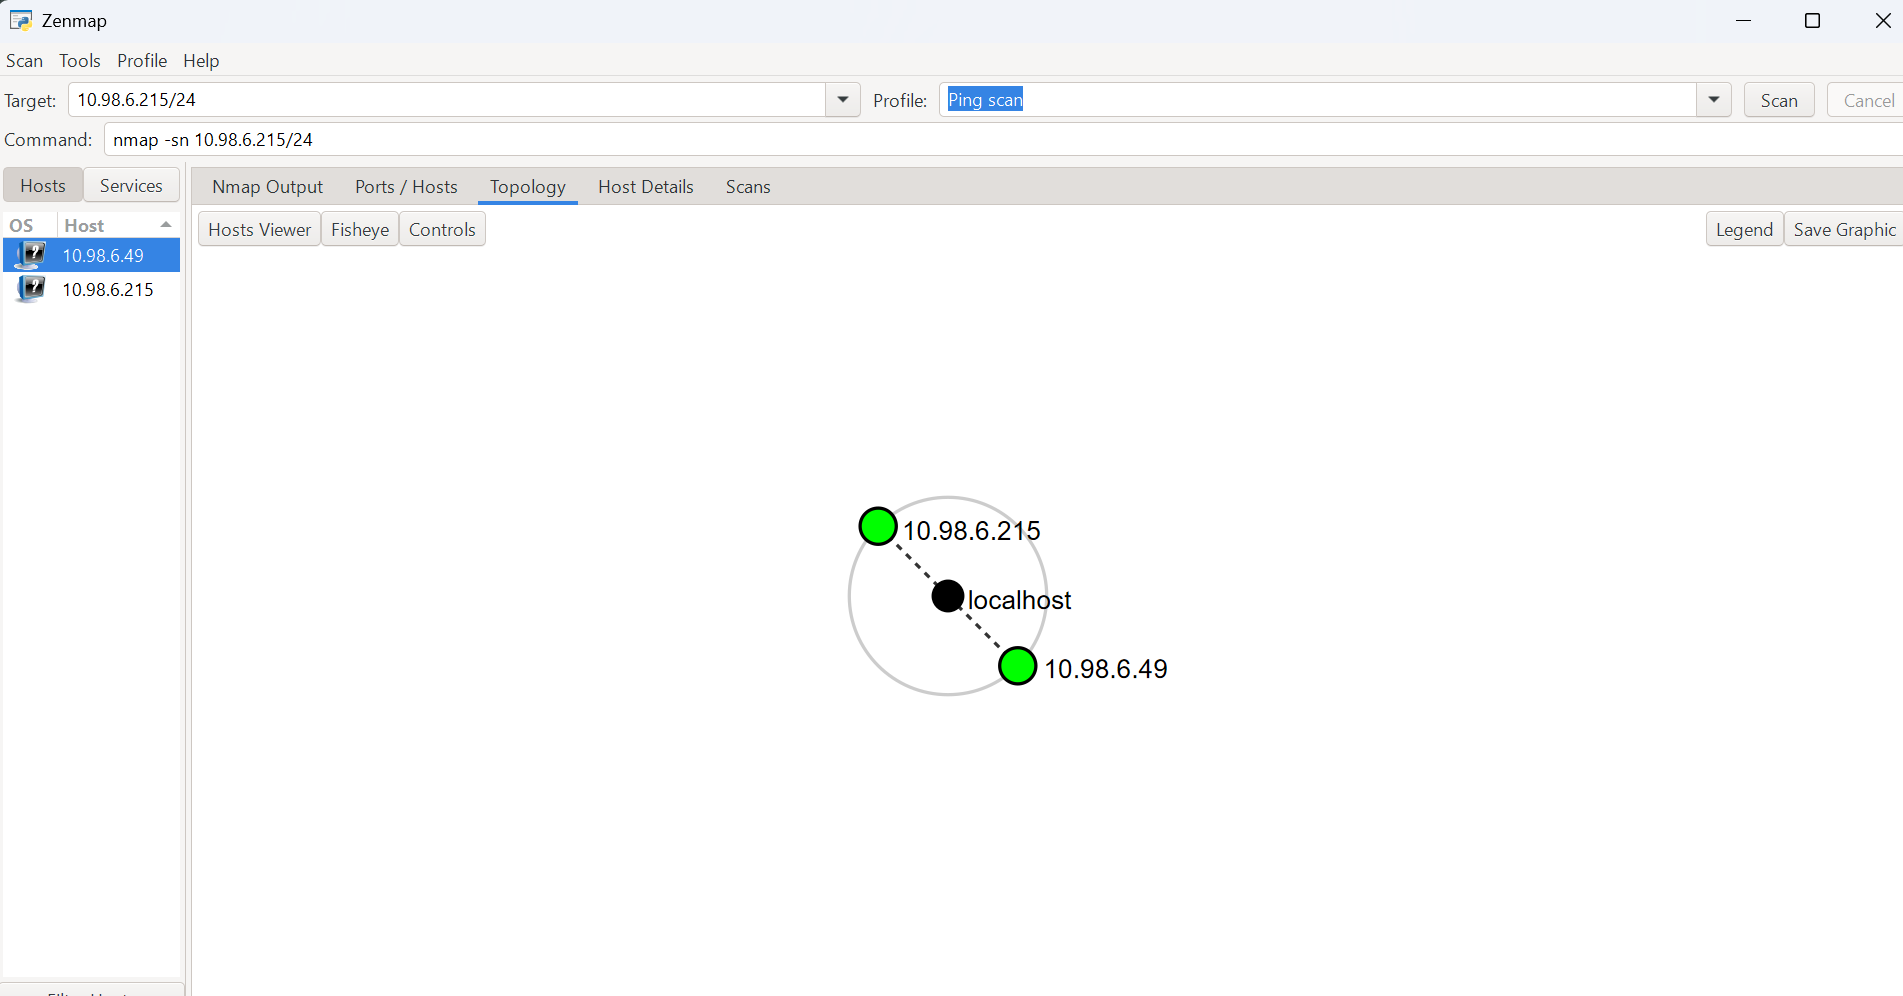 Zenmap
Scan Tools Profile Help
Target: 10.98.6.215/24 Profile: Ping scan Scan Cancel
Command: nmap -sn 10.98.6.215/24
Hosts Services Nmap Output Ports / Hosts Topology Host Details Scans
OS Host Hosts Viewer Fisheye Controls Legend Save Graphic
10.98.6.49
10.98.6.215
10.98.6.215
localhost
10.98.6.49